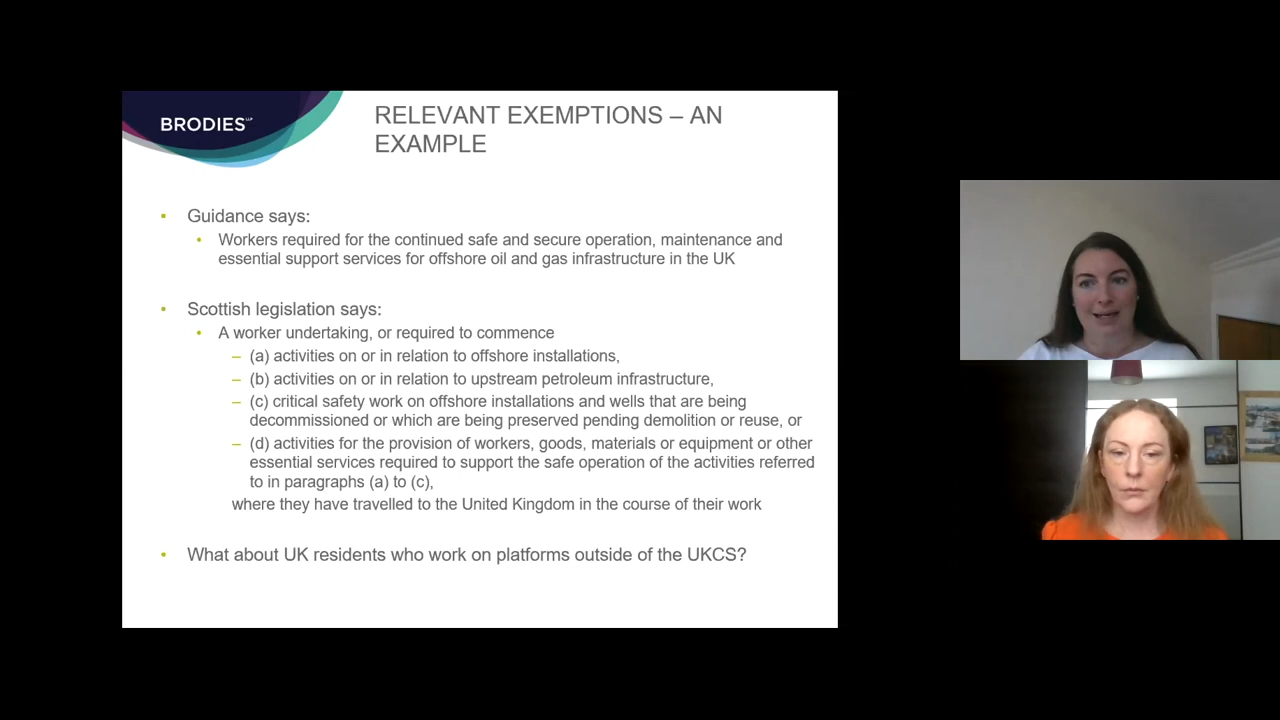 BRODIES LLP
RELEVANT EXEMPTIONS – AN
EXAMPLE
• Guidance says:
• Workers required for the continued safe and secure operation, maintenance and
essential support services for offshore oil and gas infrastructure in the UK
• Scottish legislation says:
• A worker undertaking, or required to commence
– (a) activities on or in relation to offshore installations,
– (b) activities on or in relation to upstream petroleum infrastructure,
– (c) critical safety work on offshore installations and wells that are being
decommissioned or which are being preserved pending demolition or reuse, or
– (d) activities for the provision of workers, goods, materials or equipment or other
essential services required to support the safe operation of the activities referred
to in paragraphs (a) to (c),
where they have travelled to the United Kingdom in the course of their work
• What about UK residents who work on platforms outside of the UKCS?